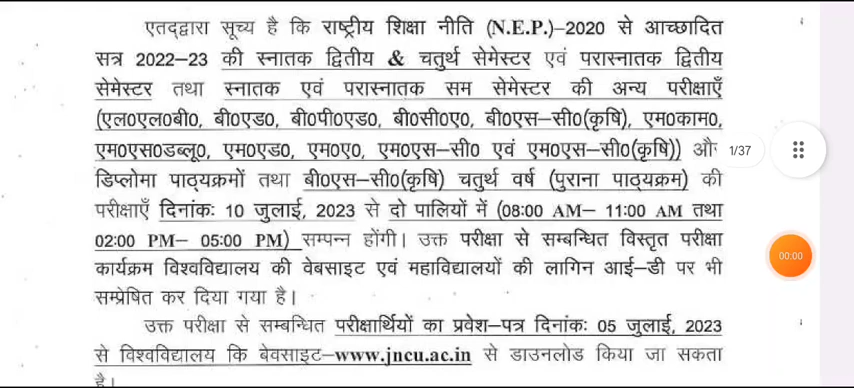 एतद्द्वारा सूच्य है कि राष्ट्रीय शिक्षा नीति (N.E.P.)–2020 से आच्छादित
सत्र 2022–23 की स्नातक द्वितीय & चतुर्थ सेमेस्टर एवं परास्नातक द्वितीय
सेमेस्टर तथा स्नातक एवं परास्नातक सम सेमेस्टर की अन्य परीक्षाएँ
(एल0एल0बी0, बी0एड0, बी0पी0एड0, बी0सी0ए0, बी0एस–सी0(कृषि), एम0काम0,
एम0एस0डब्लू0, एम0एड0, एम0ए0, एम0एस–सी0 एवं एम0एस–सी0(कृषि)) और 1/37
डिप्लोमा पाठ्यक्रमों तथा बी0एस–सी0(कृषि) चतुर्थ वर्ष (पुराना पाठ्यक्रम) की
परीक्षाएँ दिनांकः 10 जुलाई, 2023 से दो पालियों में (08:00 AM– 11:00 AM तथा
02:00 PM– 05:00 PM) सम्पन्न होंगी। उक्त परीक्षा से सम्बन्धित विस्तृत परीक्षा
00:00
कार्यक्रम विश्वविद्यालय की वेबसाइट एवं महाविद्यालयों की लागिन आई–डी पर भी
सम्प्रेषित कर दिया गया है।
उक्त परीक्षा से सम्बन्धित परीक्षार्थियों का प्रवेश–पत्र दिनांकः 05 जुलाई, 2023
से विश्वविद्यालय कि बेवसाइट–www.jncu.ac.in से डाउनलोड किया जा सकता
है।